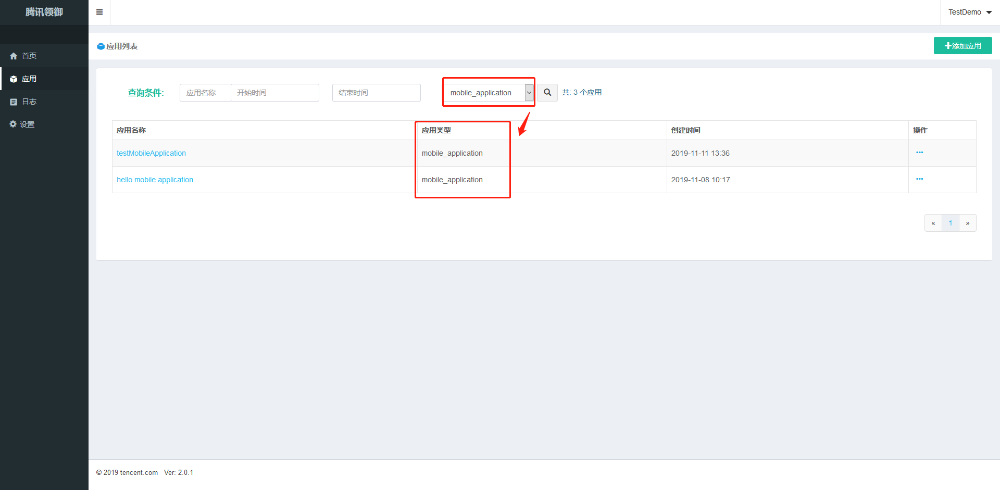 腾讯领御
TestDemo
首页
应用
日志
设置
应用列表
添加应用
查询条件:
应用名称
开始时间
结束时间
mobile_application
共: 3 个应用
应用名称 应用类型 创建时间 操作
testMobileApplication mobile_application 2019-11-11 13:36
hello mobile application mobile_application 2019-11-08 10:17
« 1 »
© 2019 tencent.com Ver: 2.0.1